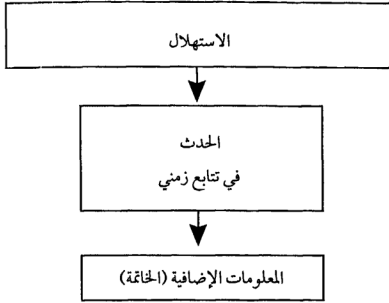 الاستهلال
الحدث
في تتابع زمني
المعلومات الإضافية (الخاتمة)